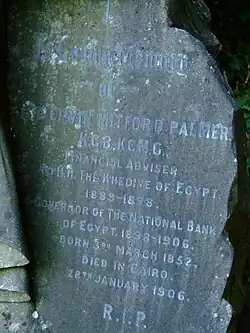 In Loving Memory
of
Sir Elwin Mitford Palmer
K.C.B. K.C.M.G.
FINANCIAL ADVISER
TO H.H. THE KHEDIVE OF EGYPT
1889-1898.
GOVERNOR OF THE NATIONAL BANK
OF EGYPT. 1898-1906.
BORN 3RD MARCH 1852.
DIED IN CAIRO.
28TH JANUARY 1906.
R.I.P.